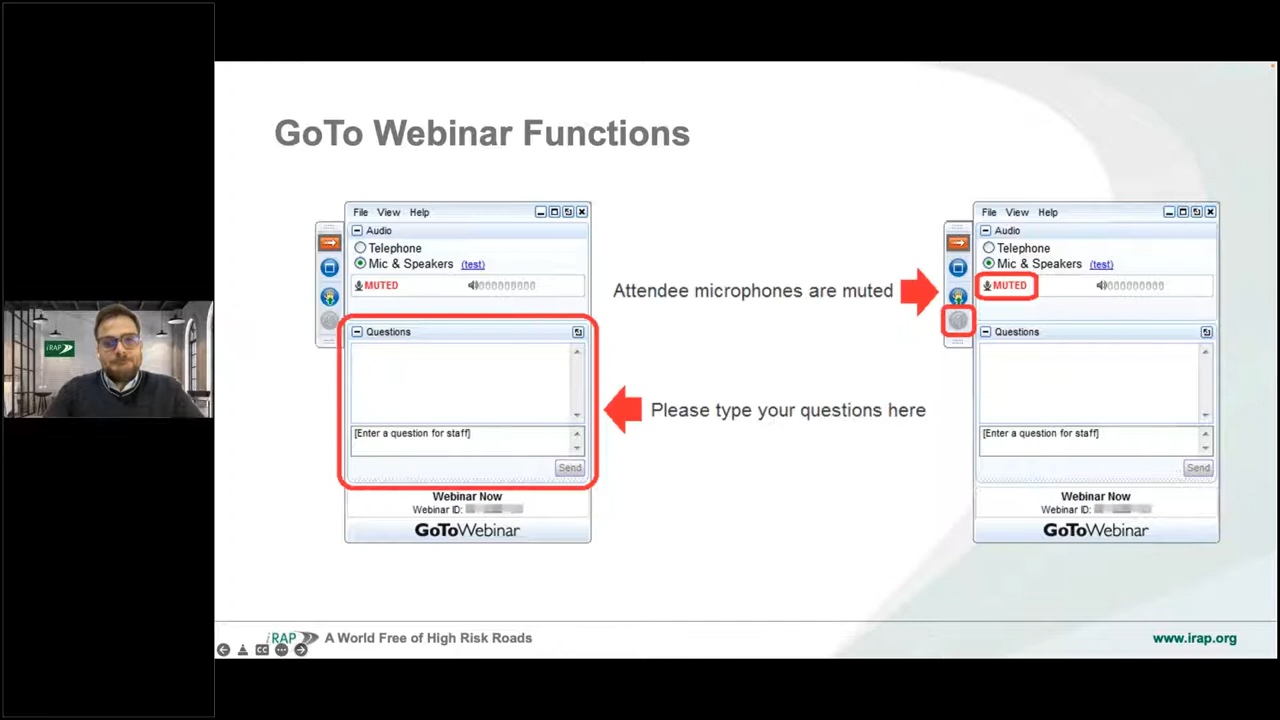 GoTo Webinar Functions
File View Help
Audio
Telephone
Mic & Speakers (test)
MUTED
Questions
[Enter a question for staff]
Send
Webinar Now
Webinar ID:
GoToWebinar
Attendee microphones are muted
Please type your questions here
File View Help
Audio
Telephone
Mic & Speakers (test)
MUTED
Questions
[Enter a question for staff]
Send
Webinar Now
Webinar ID:
GoToWebinar
iRAP
iRAP A World Free of High Risk Roads
www.irap.org
CC